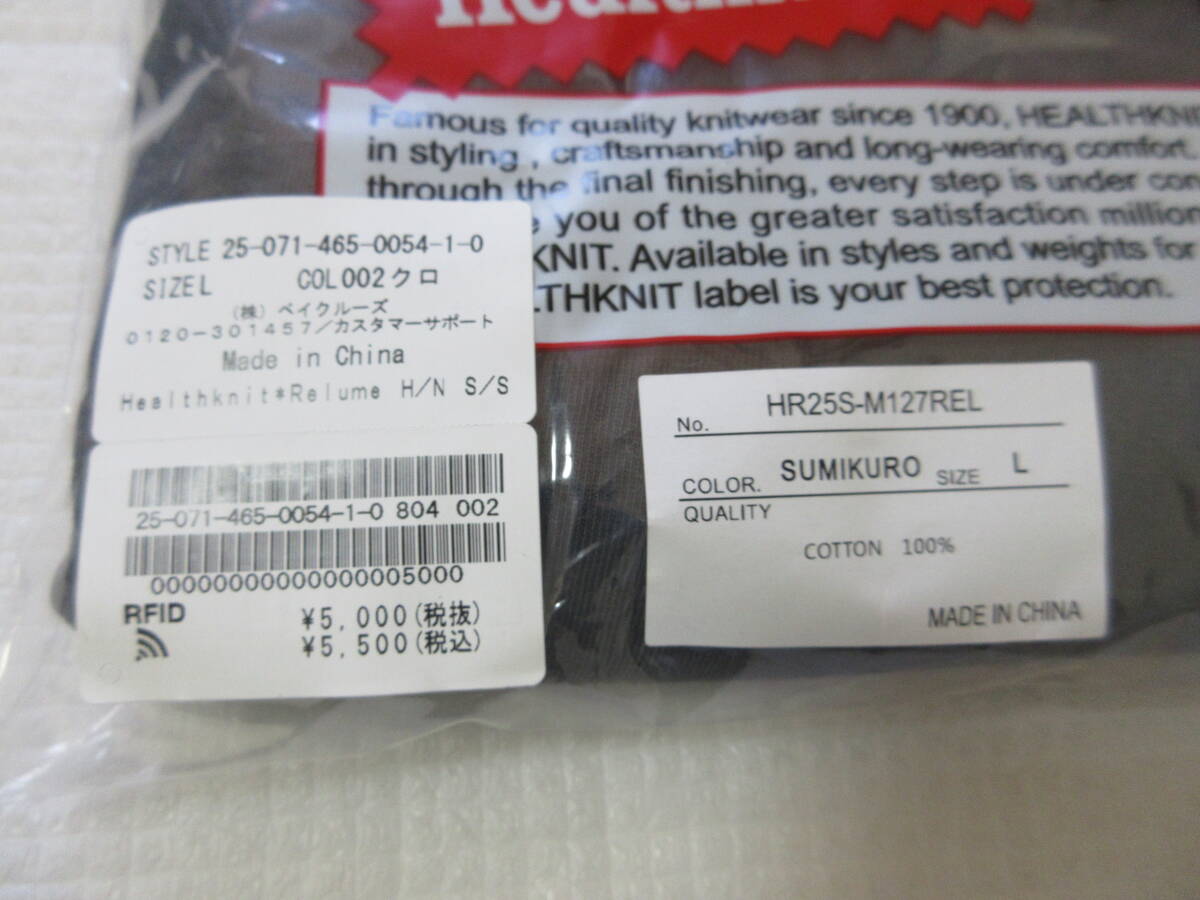 Famous for quality knitwear since 1900, HEALTHKNI
in styling, craftsmanship and long-wearing comfort.
through the final finishing, every step is under con
you of the greater satisfaction million
KNIT. Available in styles and weights for
LTHKNIT label is your best protection.
STYLE 25-071-465-0054-1-0
SIZE L COL 002クロ
(株) ベイクルーズ
0120-301457/カスタマーサポート
Made in China
Healthknit*Relume H/N S/S
25-071-465-0054-1-0 804 002
00000000000000005000
RFID ¥5,000(税抜)
¥5,500(税込)
No. HR25S-M127REL
COLOR. SUMIKURO SIZE L
QUALITY
COTTON 100%
MADE IN CHINA